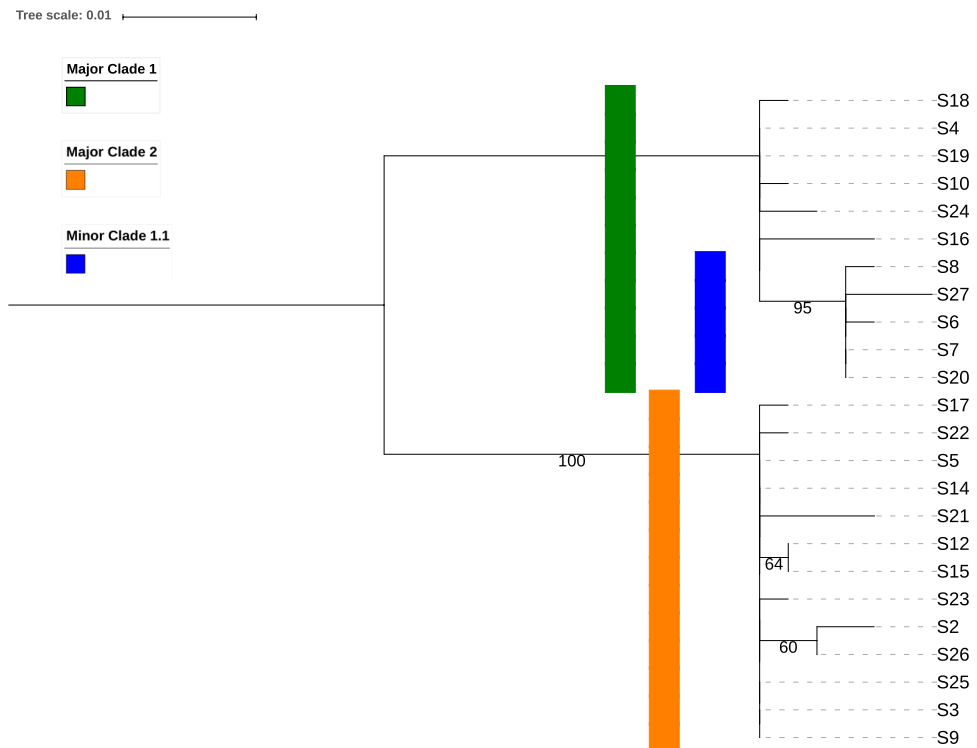 Tree scale: 0.01
Major Clade 1
Major Clade 2
Minor Clade 1.1
S18
S4
S19
S10
S24
S16
S8
S27
95
S6
S7
S20
S17
S22
100
S5
S14
S21
S12
64
S15
S23
S2
60
S26
S25
S3
S9